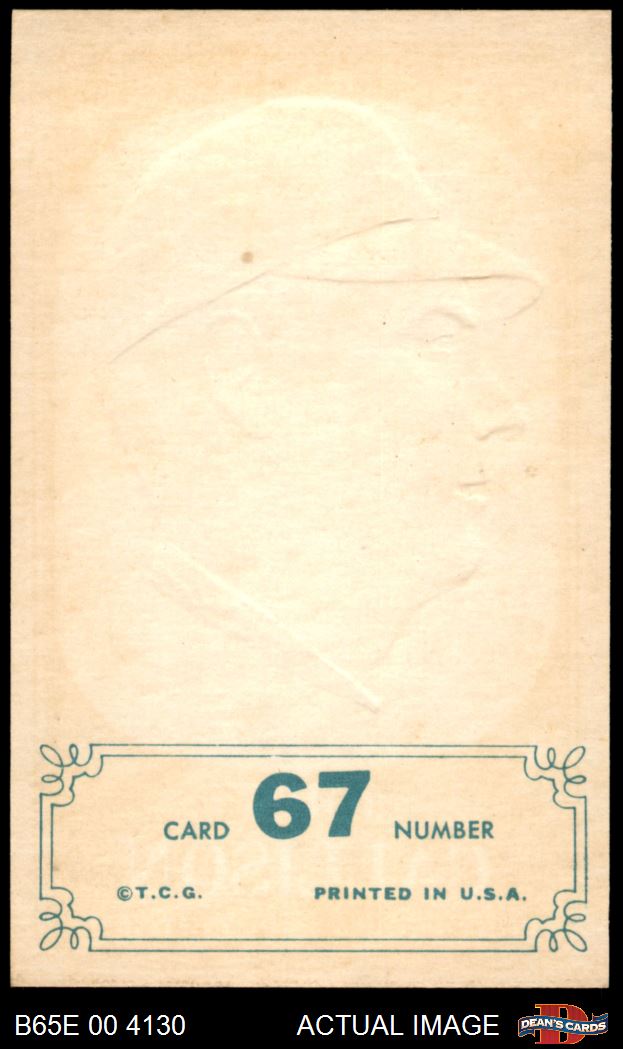 CARD 67 NUMBER
©T.C.G. PRINTED IN U.S.A.
B65E 00 4130 ACTUAL IMAGE DEAN'S CARDS